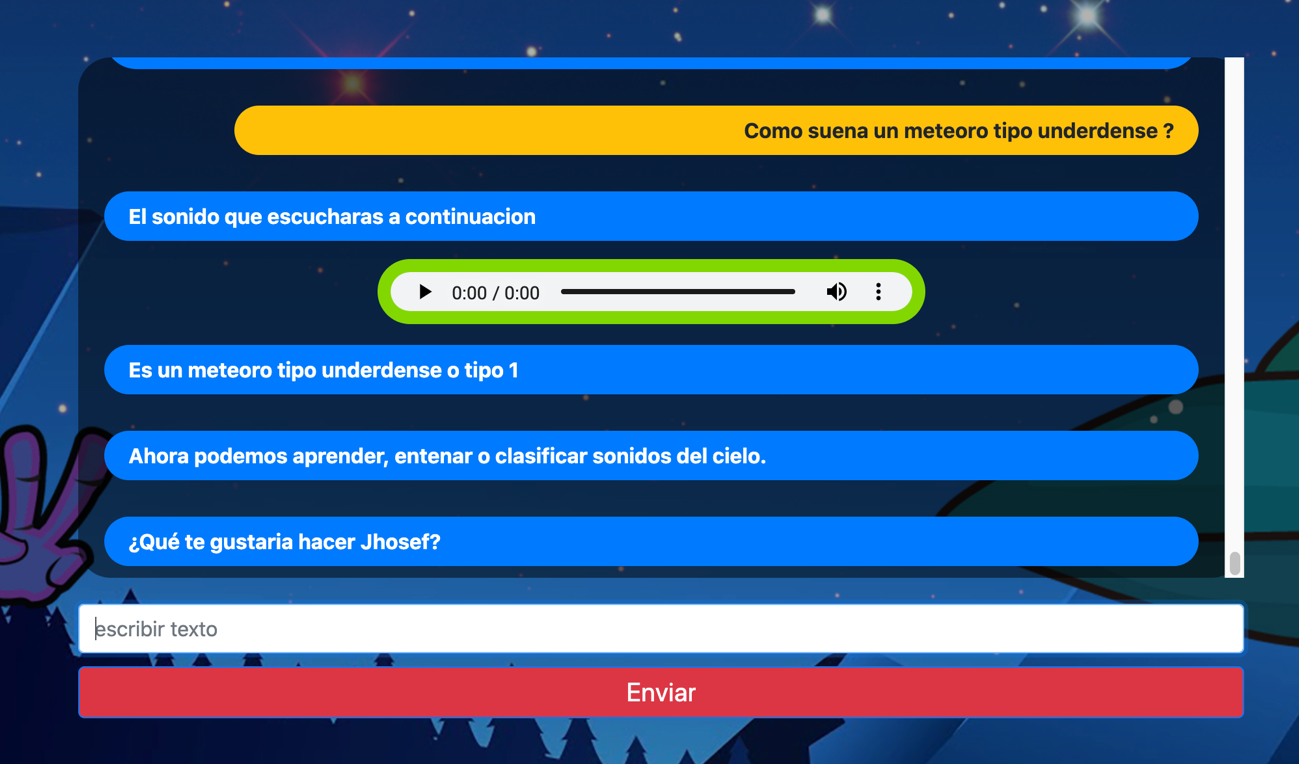 Como suena un meteoro tipo underdense ?
El sonido que escucharas a continuacion
0:00 / 0:00
Es un meteoro tipo underdense o tipo 1
Ahora podemos aprender, entenar o clasificar sonidos del cielo.
¿Qué te gustaria hacer Jhosef?
escribir texto
Enviar